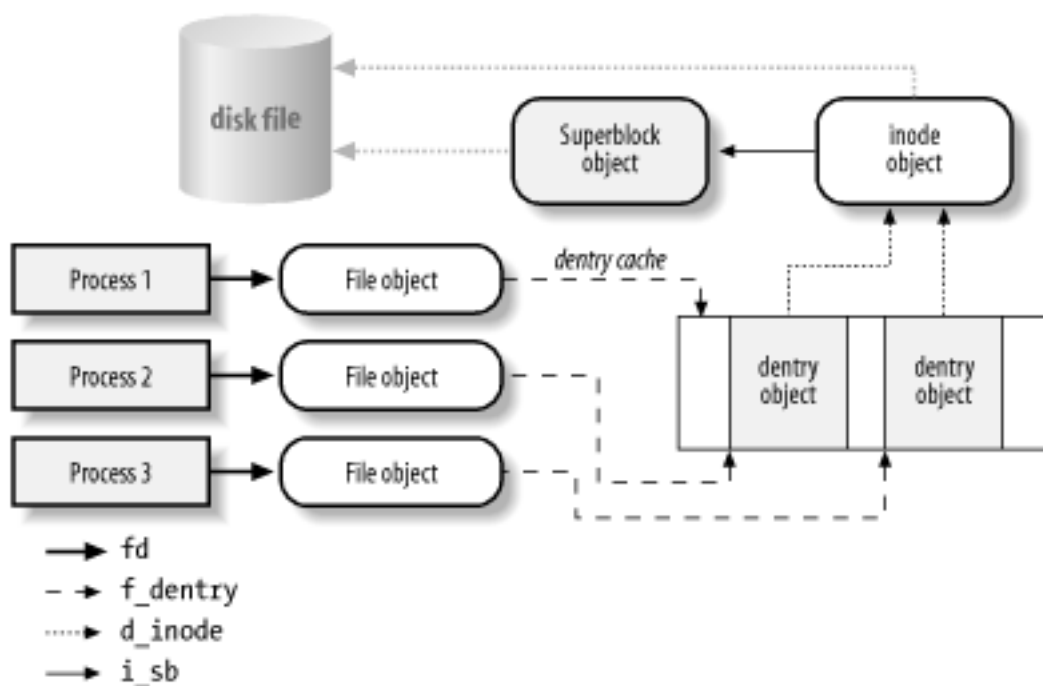 disk file
Superblock
object
inode
object
Process 1
File object
dentry cache
Process 2
File object
dentry
object
dentry
object
Process 3
File object
fd
f_dentry
d_inode
i_sb